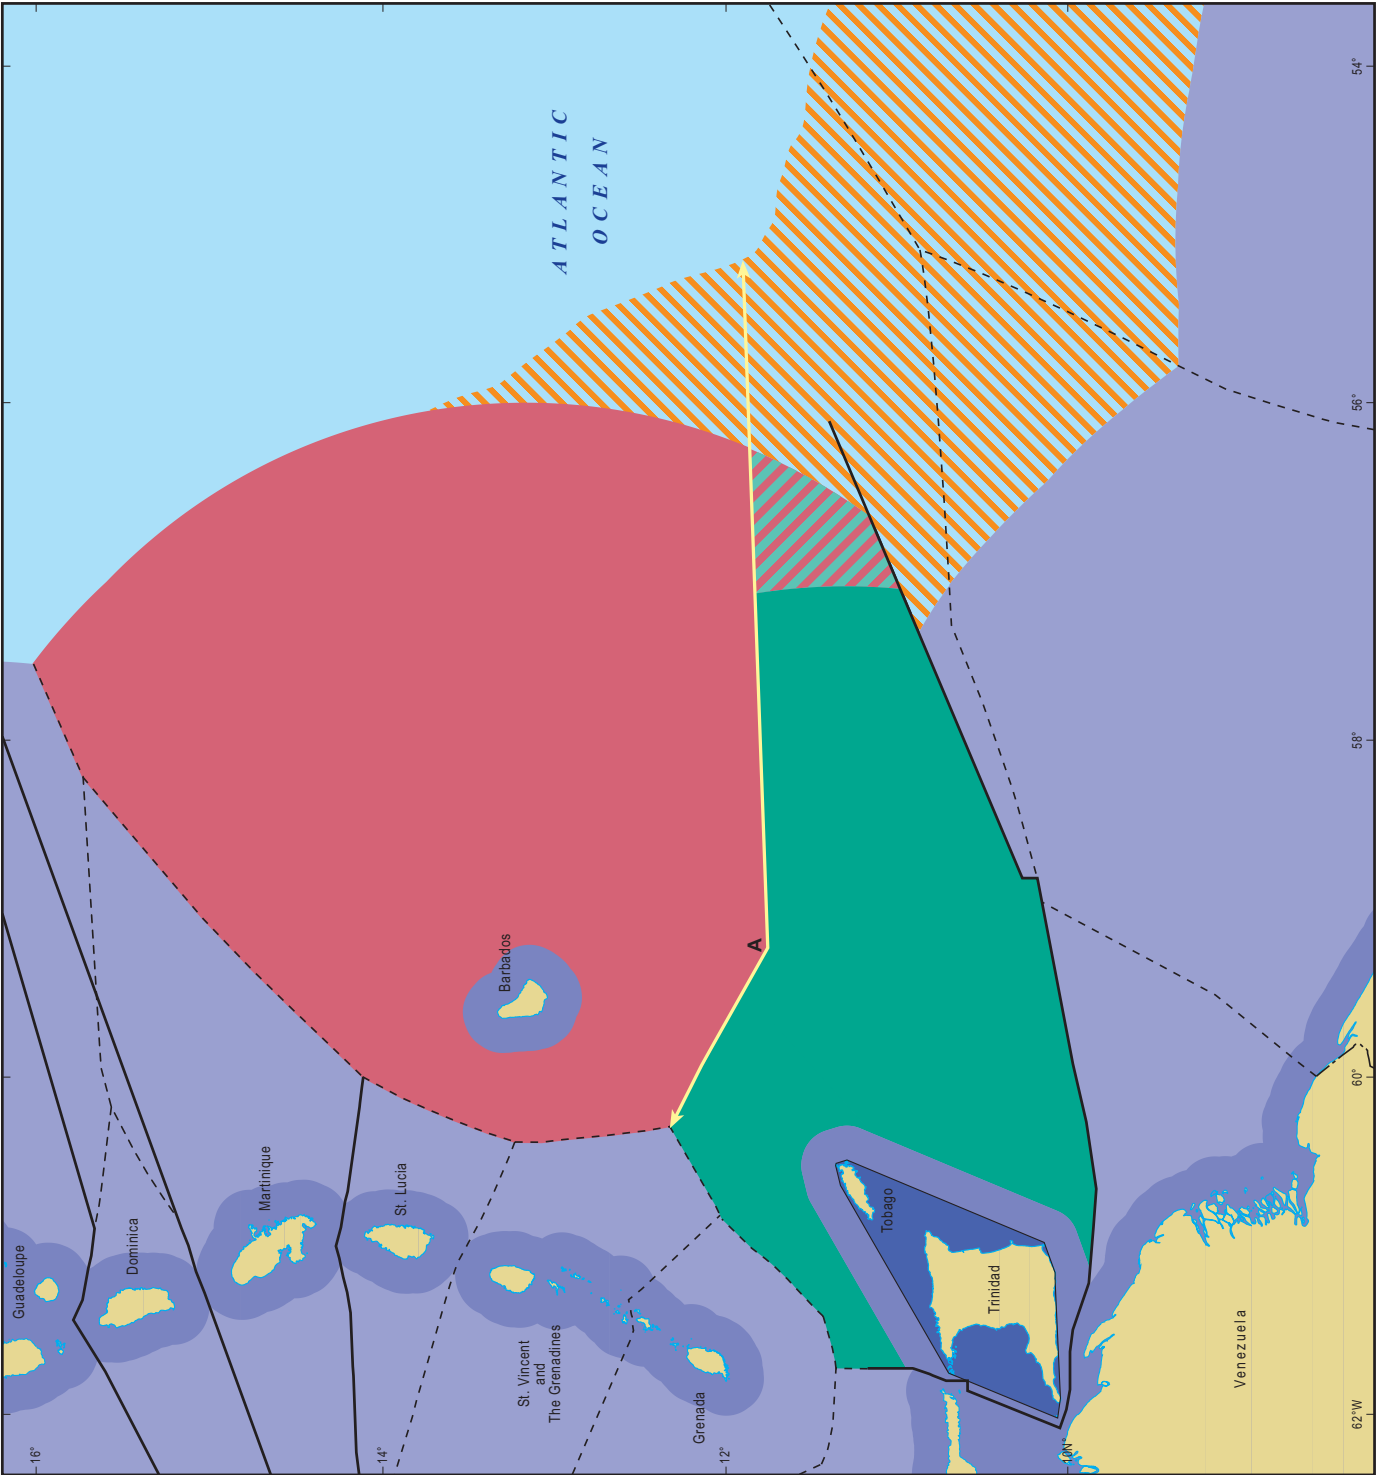 16°
14°
12°
10°N
Guadeloupe
Dominica
Martinique
St. Lucia
St. Vincent
and
The Grenadines
Grenada
Barbados
A
Tobago
Trinidad
Venezuela
ATLANTIC
OCEAN
62°W
60°
58°
56°
54°